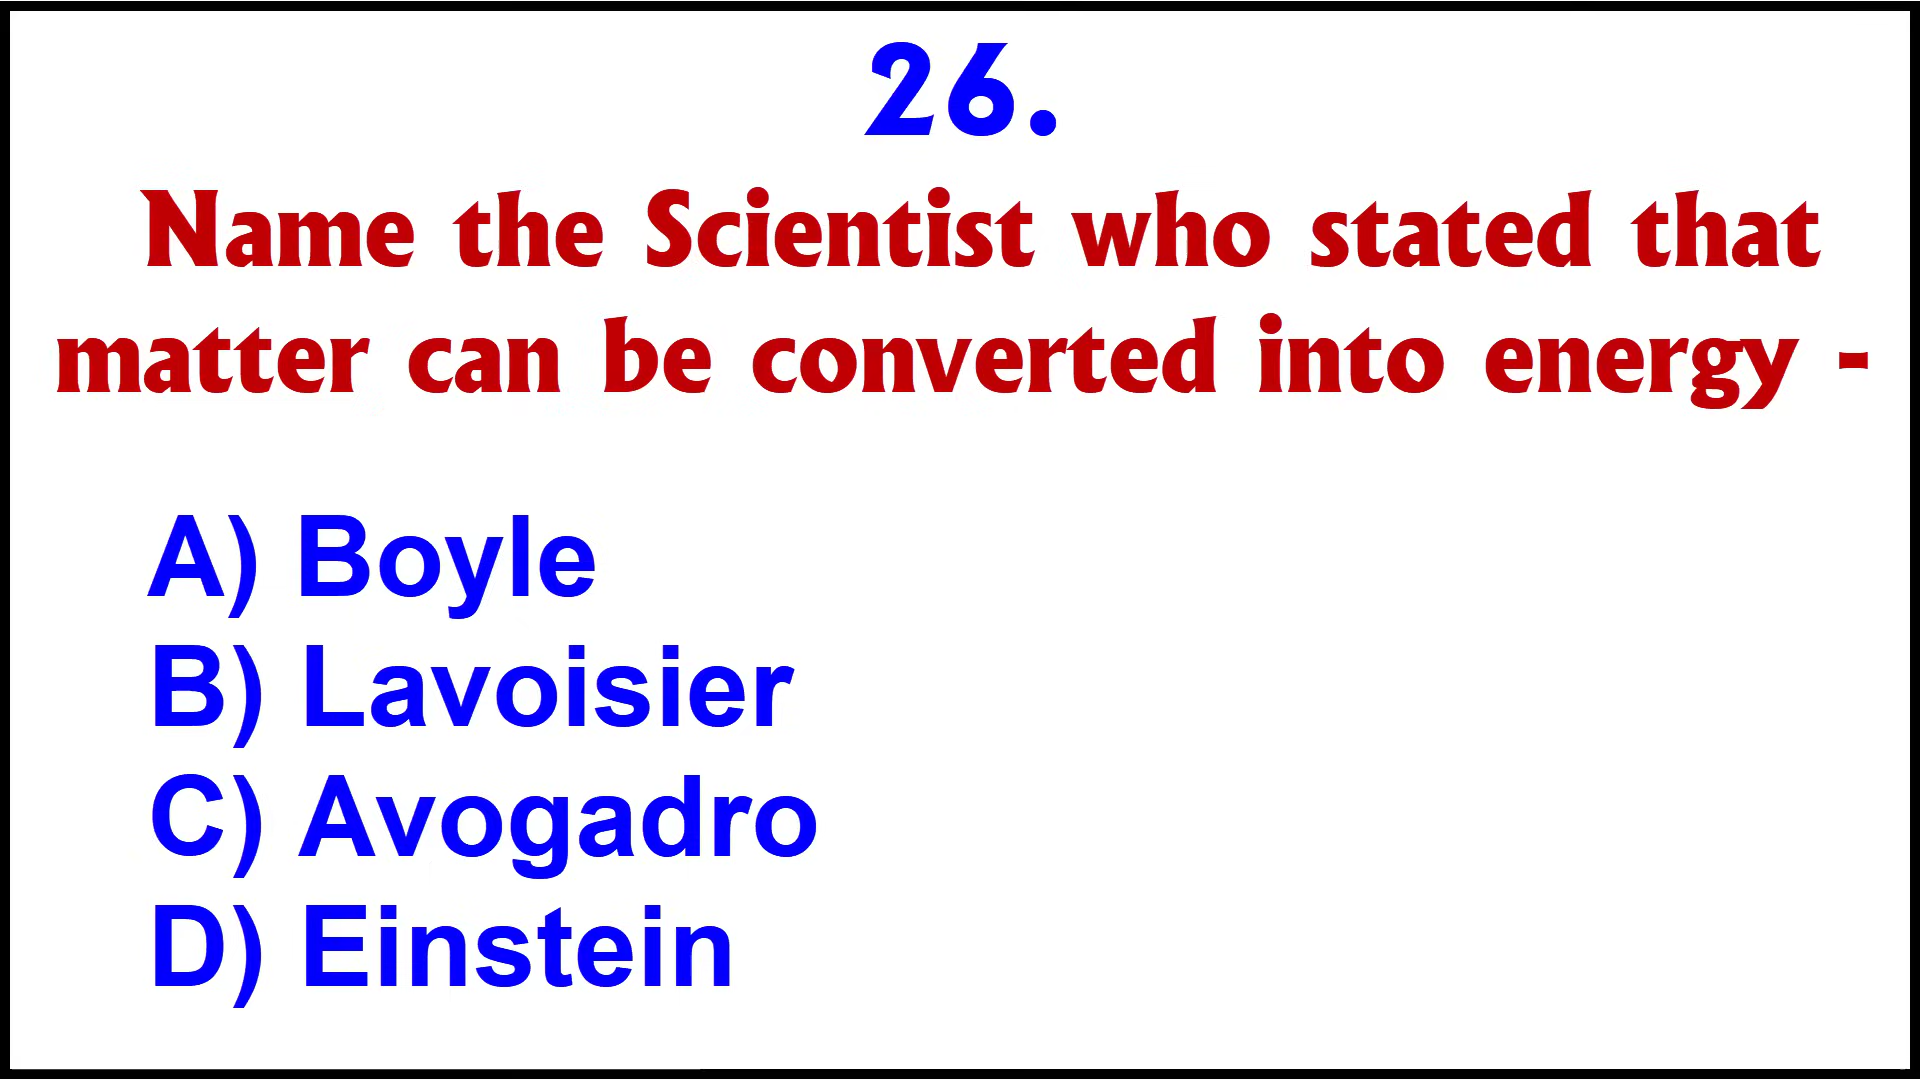 26.
Name the Scientist who stated that
matter can be converted into energy -
A) Boyle
B) Lavoisier
C) Avogadro
D) Einstein